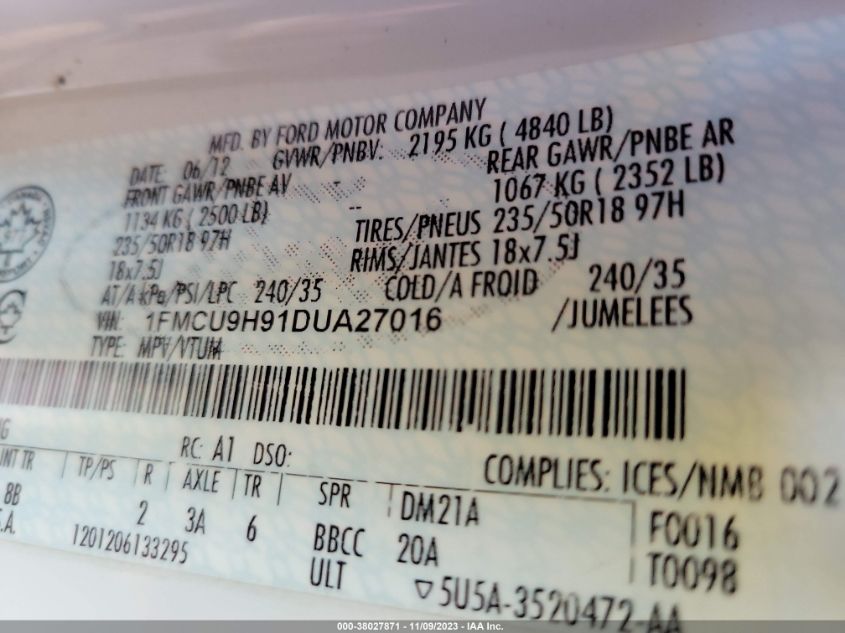 MFD. BY FORD MOTOR COMPANY
DATE: 06/12 GVWR/PNBV: 2195 KG ( 4840 LB)
FRONT GAWR/PNBE AV REAR GAWR/PNBE AR
1134 KG ( 2500 LB) 1067 KG ( 2352 LB)
235/50R18 97H TIRES/PNEUS 235/50R18 97H
18x7.5J RIMS/JANTES 18x7.5J
AT/A kPa/PSI/LPC 240/35 COLD/A FROID 240/35
VIN: 1FMCU9H91DUA27016 /JUMELEES
TYPE: MPV/VTUM
RC: A1 DSO:
COMPLIES: ICES/NMB 002
INT TR TP/PS R AXLE TR SPR DM21A F0016
8B 2 3A 6 BBCC 20A T0098
1201206133295 ULT ▽5U5A-3520472-AA
000-38027871 - 11/09/2023 - IAA Inc.